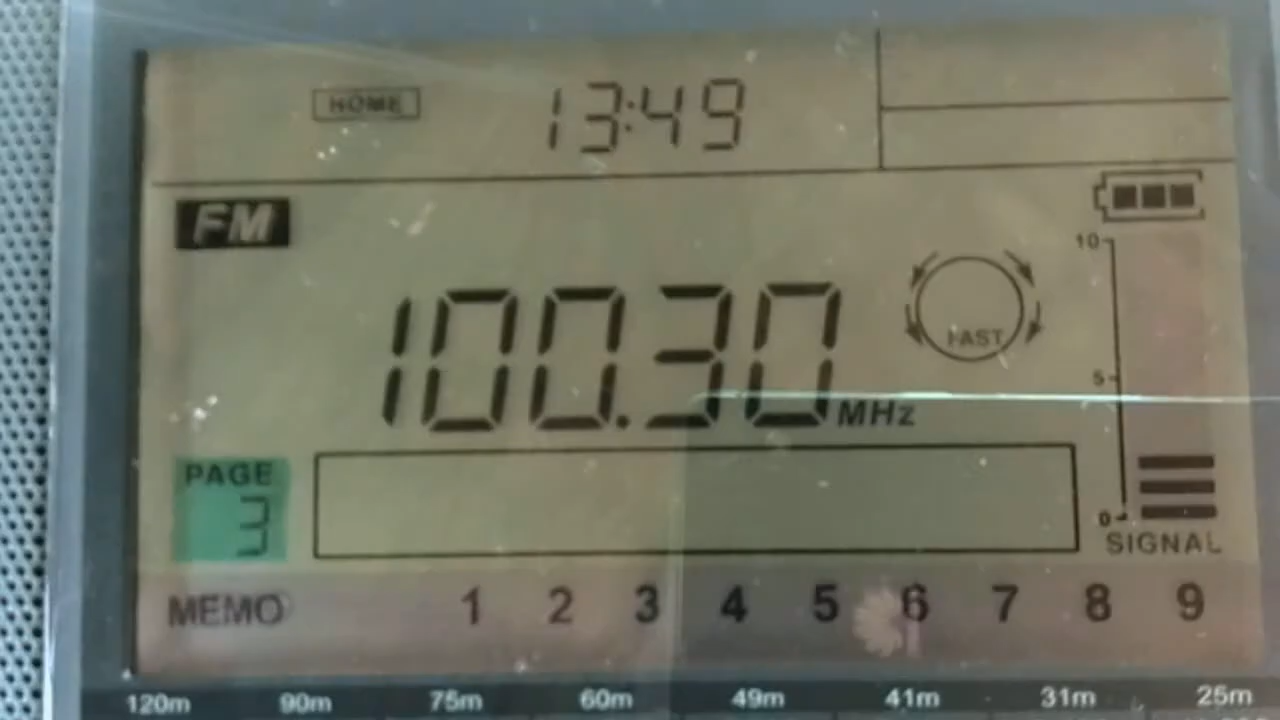 HOME 13:49
FM
10
100.30 MHz
FAST
5
PAGE
3
0
SIGNAL
MEMO 1 2 3 4 5 6 7 8 9
120m 90m 75m 60m 49m 41m 31m 25m